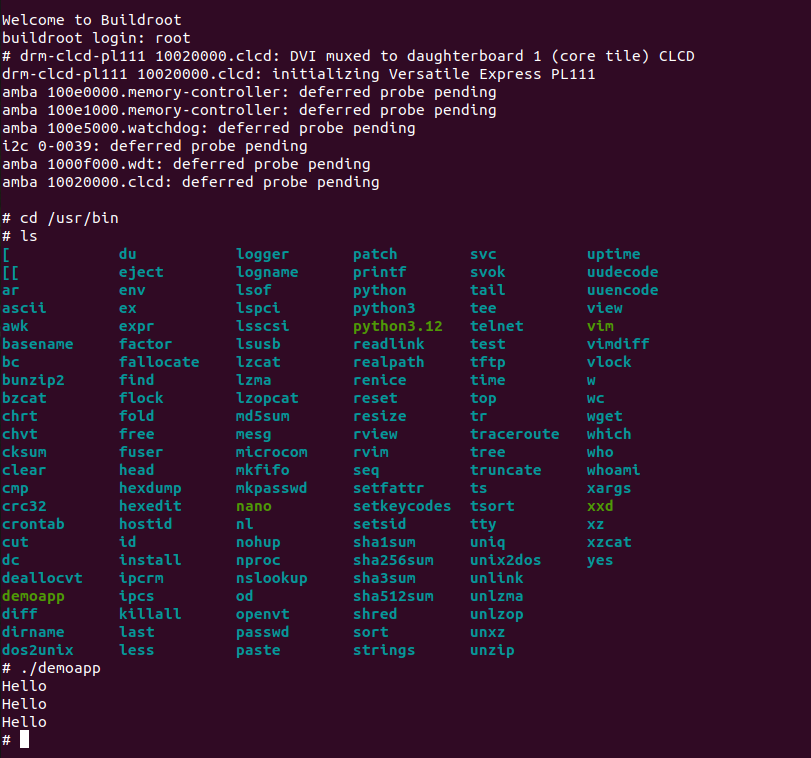 Welcome to Buildroot
buildroot login: root
# drm-clcd-pl111 10020000.clcd: DVI muxed to daughterboard 1 (core tile) CLCD
drm-clcd-pl111 10020000.clcd: initializing Versatile Express PL111
amba 100e0000.memory-controller: deferred probe pending
amba 100e1000.memory-controller: deferred probe pending
amba 100e5000.watchdog: deferred probe pending
i2c 0-0039: deferred probe pending
amba 1000f000.wdt: deferred probe pending
amba 10020000.clcd: deferred probe pending

# cd /usr/bin
# ls
[            du           logger       patch        svc          uptime
[[           eject        logname      printf       svok         uudecode
ar           env          lsof         python       tail         uuencode
ascii        ex           lspci        python3      tee          view
awk          expr         lsscsi       python3.12   telnet       vim
basename     factor       lsusb        readlink     test         vimdiff
bc           fallocate    lzcat        realpath     tftp         vlock
bunzip2      find         lzma         renice       time         w
bzcat        flock        lzopcat      reset        top          wc
chrt         fold         md5sum       resize       tr           wget
chvt         free         mesg         rview        traceroute   which
cksum        fuser        microcom     rvim         tree         who
clear        head         mkfifo       seq          truncate     whoami
cmp          hexdump      mkpasswd     setfattr     ts           xargs
crc32        hexedit      nano         setkeycodes  tsort        xxd
crontab      hostid       nl           setsid       tty          xz
cut          id           nohup        sha1sum      uniq         xzcat
dc           install      nproc        sha256sum    unix2dos     yes
deallocvt    ipcrm        nslookup     sha3sum      unlink
demoapp      ipcs         od           sha512sum    unlzma
diff         killall      openvt       shred        unlzop
dirname      last         passwd       sort         unxz
dos2unix     less         paste        strings      unzip
# ./demoapp
Hello
Hello
Hello
#